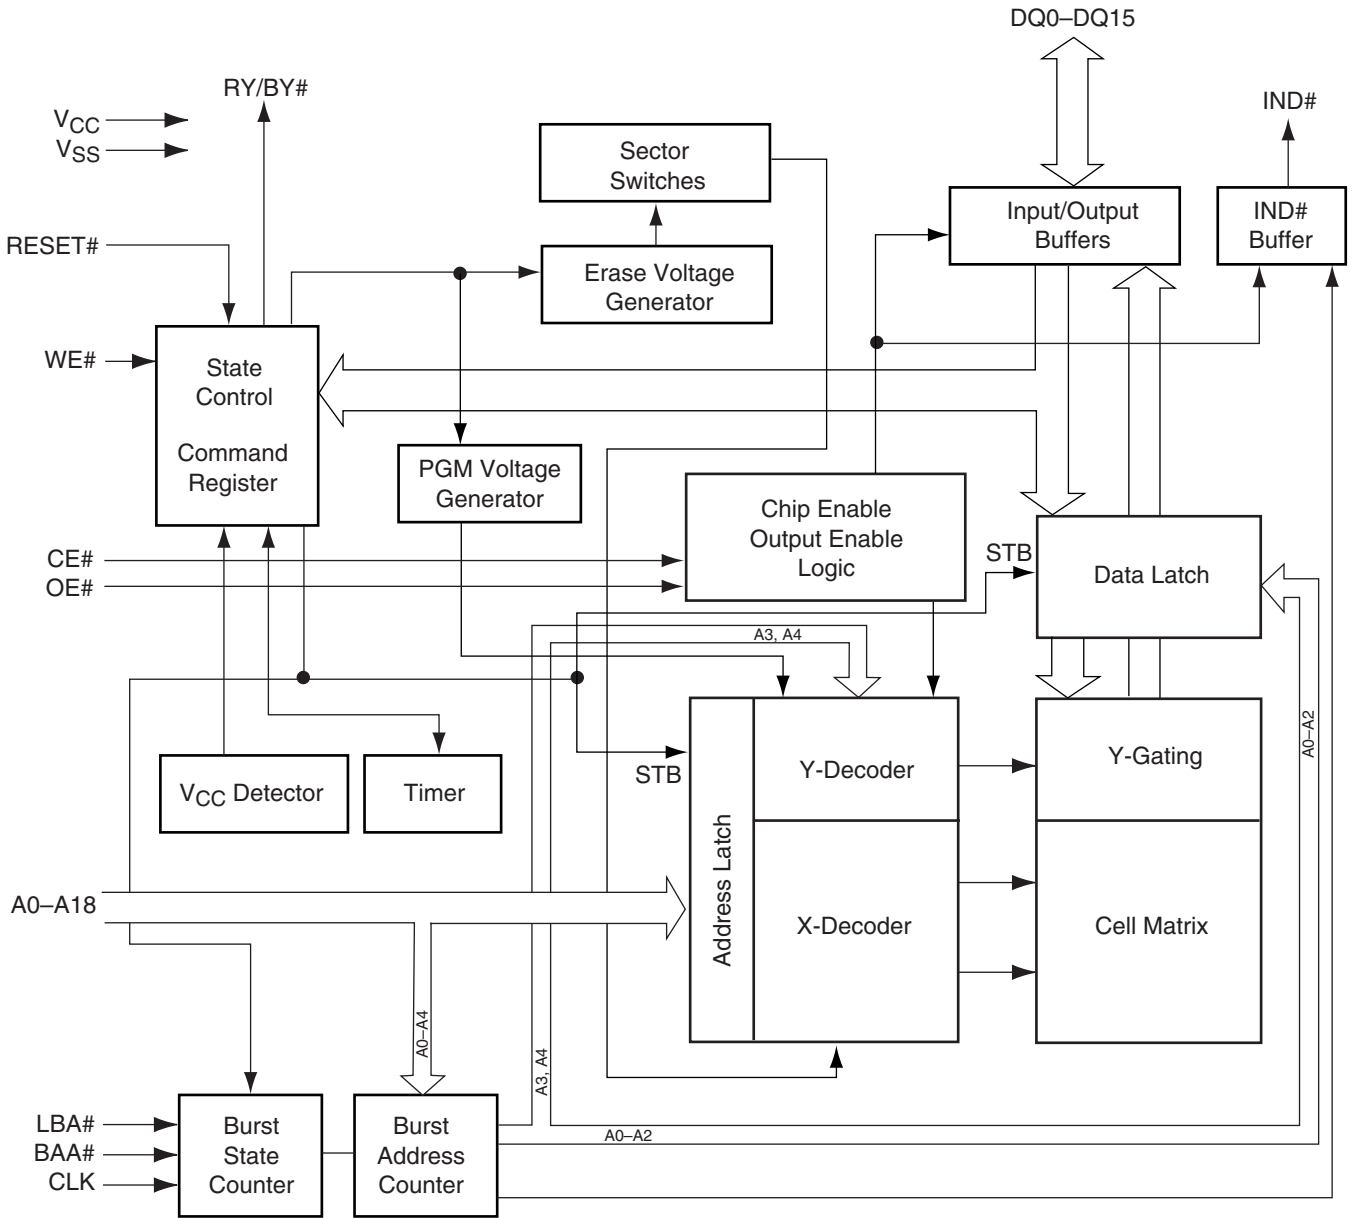 DQ0–DQ15
RY/BY#
IND#
VCC
VSS
Sector
Switches
Input/Output
Buffers
IND#
Buffer
RESET#
Erase Voltage
Generator
WE#
State
Control
Command
Register
PGM Voltage
Generator
Chip Enable
Output Enable
Logic
CE#
OE#
STB
Data Latch
A3, A4
A0–A2
STB
Y-Decoder
Y-Gating
VCC Detector
Timer
Address Latch
A0–A18
X-Decoder
Cell Matrix
A0–A4
A3, A4
LBA#
BAA#
CLK
Burst
State
Counter
Burst
Address
Counter
A0–A2